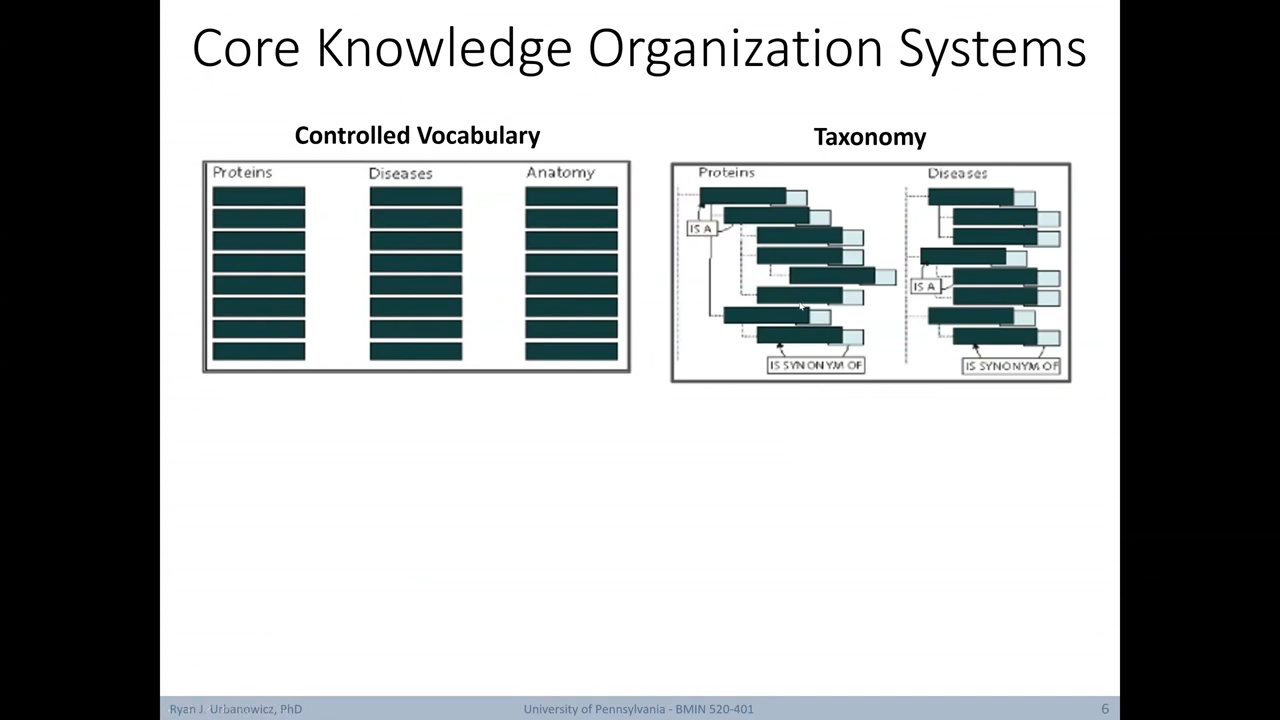 Core Knowledge Organization Systems
Controlled Vocabulary
Proteins
Diseases
Anatomy
Taxonomy
Proteins
Diseases
IS A
IS A
IS SYNONYM OF
IS SYNONYM OF
Ryan J. Urbanowicz, PhD
University of Pennsylvania - BMIN 520-401
6